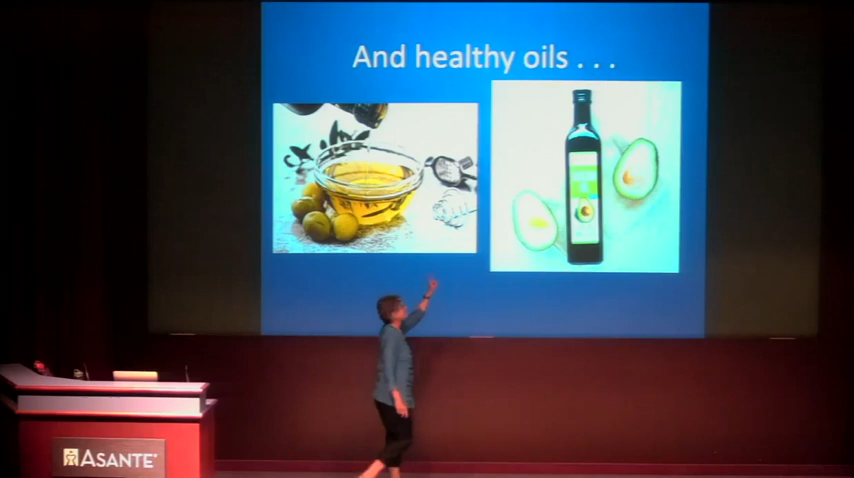 And healthy oils . . .
ASANTE